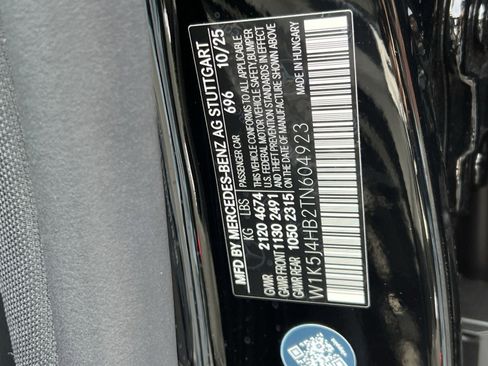 MFD BY MERCEDES-BENZ AG STUTTGART
696 10/25
PASSENGER CAR
KG LBS
GAWR 2120 4674
GAWR FRONT 1130 2491
GAWR REAR 1050 2315
THIS VEHICLE CONFORMS TO ALL APPLICABLE
U.S. FEDERAL MOTOR VEHICLE SAFETY, BUMPER,
AND THEFT PREVENTION STANDARDS IN EFFECT
ON THE DATE OF MANUFACTURE SHOWN ABOVE.
W1K5J4HB2TN604923
MADE IN HUNGARY